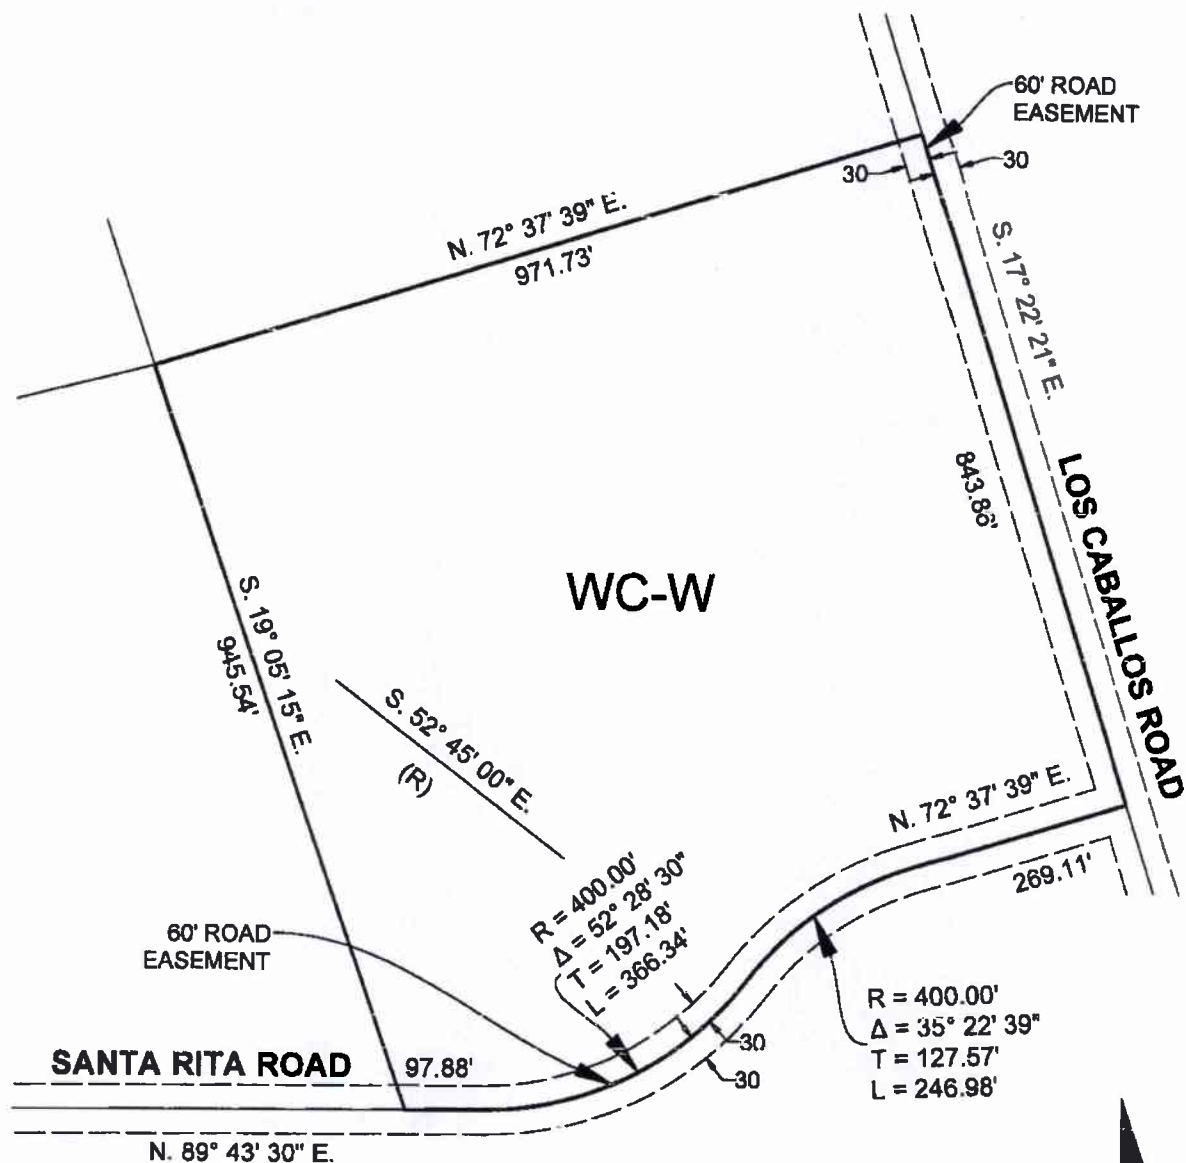 60' ROAD
EASEMENT
30
30
N. 72° 37' 39" E.
971.73'
S. 17° 22' 21" E.
843.86'
LOS CABALLOS ROAD
WC-W
S. 19° 05' 15" E.
945.54'
S. 52° 45' 00" E.
(R)
N. 72° 37' 39" E.
269.11'
R = 400.00'
Δ = 52° 28' 30"
T = 197.18'
L = 366.34'
60' ROAD
EASEMENT
R = 400.00'
Δ = 35° 22' 39"
T = 127.57'
L = 246.98'
30
30
SANTA RITA ROAD
97.88'
N. 89° 43' 30" E.